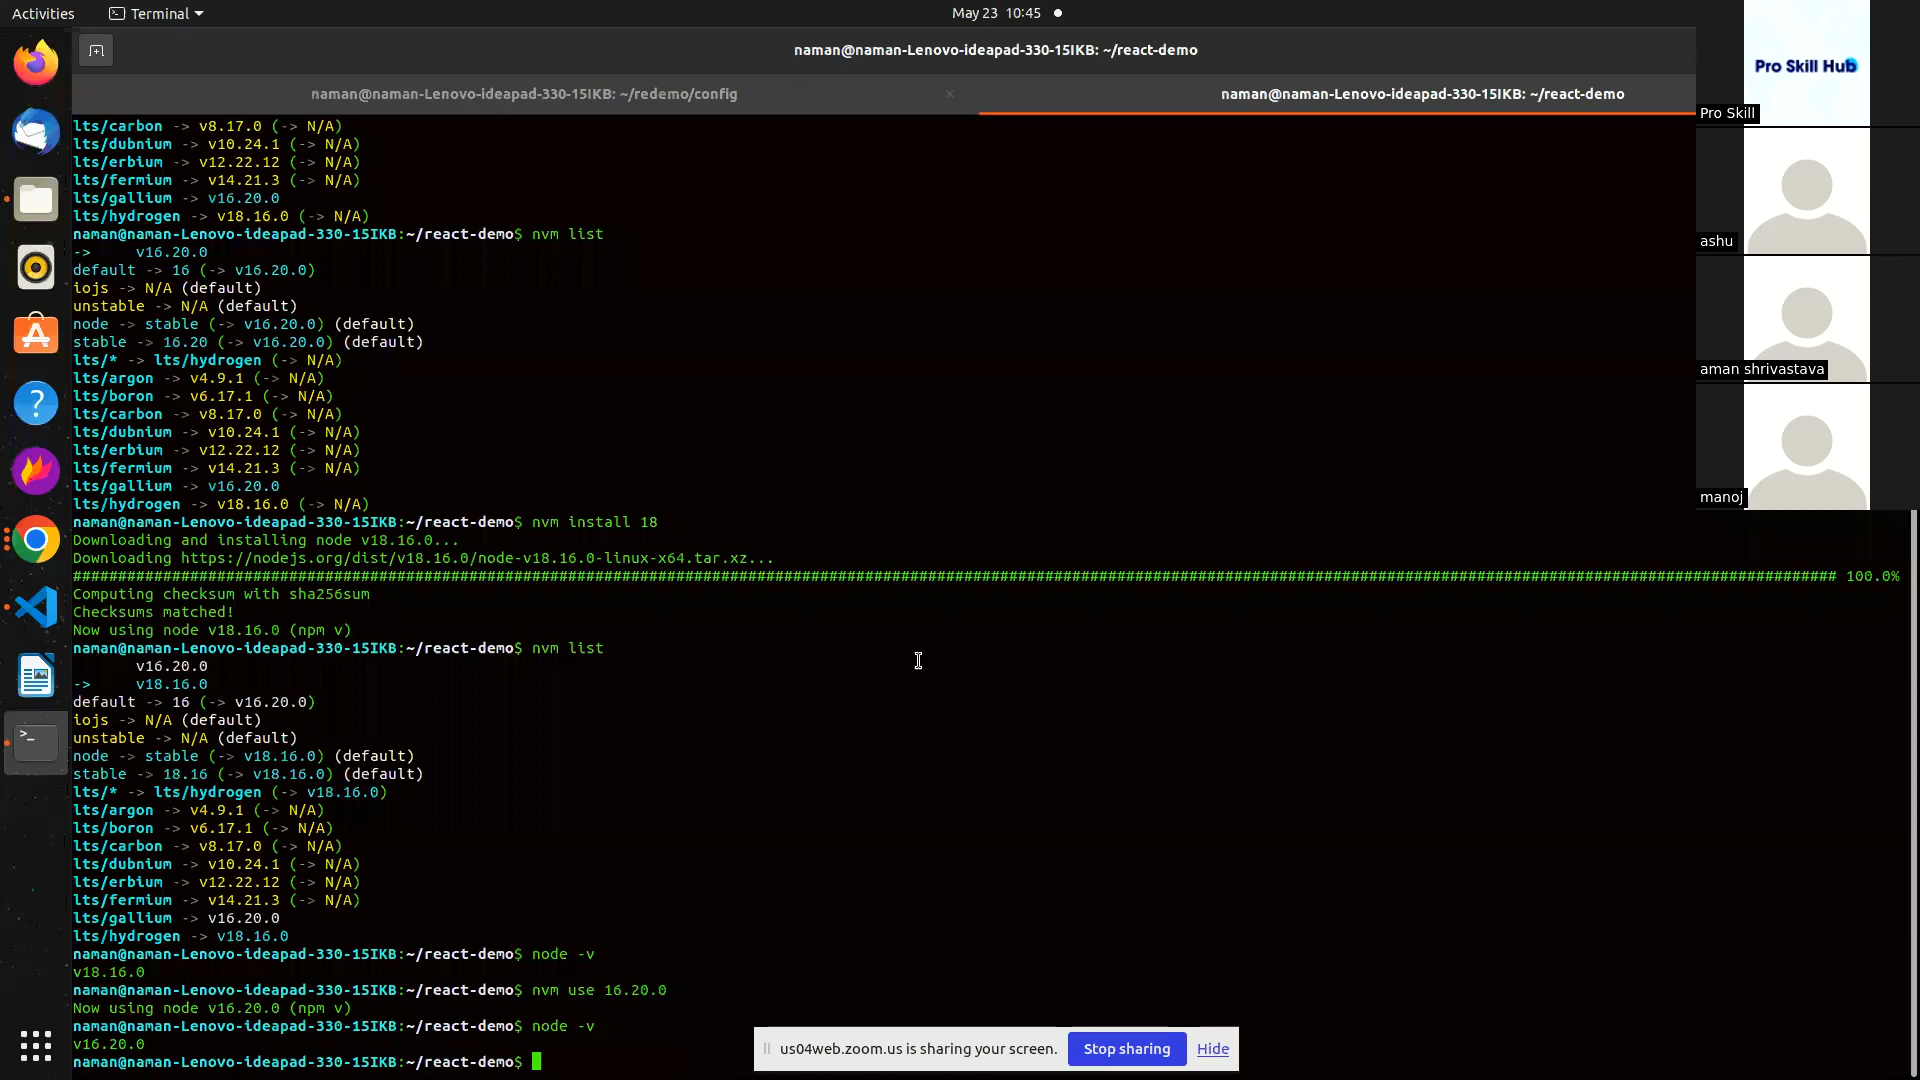 Activities
Terminal
May 23 10:45
naman@naman-Lenovo-ideapad-330-15IKB: ~/react-demo
naman@naman-Lenovo-ideapad-330-15IKB: ~/redemo/config
naman@naman-Lenovo-ideapad-330-15IKB: ~/react-demo
lts/carbon -> v8.17.0 (-> N/A)
lts/dubnium -> v10.24.1 (-> N/A)
lts/erbium -> v12.22.12 (-> N/A)
lts/fermium -> v14.21.3 (-> N/A)
lts/gallium -> v16.20.0
lts/hydrogen -> v18.16.0 (-> N/A)
naman@naman-Lenovo-ideapad-330-15IKB:~/react-demo$ nvm list
-> v16.20.0
default -> 16 (-> v16.20.0)
iojs -> N/A (default)
unstable -> N/A (default)
node -> stable (-> v16.20.0) (default)
stable -> 16.20 (-> v16.20.0) (default)
lts/* -> lts/hydrogen (-> N/A)
lts/argon -> v4.9.1 (-> N/A)
lts/boron -> v6.17.1 (-> N/A)
lts/carbon -> v8.17.0 (-> N/A)
lts/dubnium -> v10.24.1 (-> N/A)
lts/erbium -> v12.22.12 (-> N/A)
lts/fermium -> v14.21.3 (-> N/A)
lts/gallium -> v16.20.0
lts/hydrogen -> v18.16.0 (-> N/A)
naman@naman-Lenovo-ideapad-330-15IKB:~/react-demo$ nvm install 18
Downloading and installing node v18.16.0...
Downloading https://nodejs.org/dist/v18.16.0/node-v18.16.0-linux-x64.tar.xz...
#################################################################################################################################################################################################### 100.0%
Computing checksum with sha256sum
Checksums matched!
Now using node v18.16.0 (npm v)
naman@naman-Lenovo-ideapad-330-15IKB:~/react-demo$ nvm list
v16.20.0
-> v18.16.0
default -> 16 (-> v16.20.0)
iojs -> N/A (default)
unstable -> N/A (default)
node -> stable (-> v18.16.0) (default)
stable -> 18.16 (-> v18.16.0) (default)
lts/* -> lts/hydrogen (-> v18.16.0)
lts/argon -> v4.9.1 (-> N/A)
lts/boron -> v6.17.1 (-> N/A)
lts/carbon -> v8.17.0 (-> N/A)
lts/dubnium -> v10.24.1 (-> N/A)
lts/erbium -> v12.22.12 (-> N/A)
lts/fermium -> v14.21.3 (-> N/A)
lts/gallium -> v16.20.0
lts/hydrogen -> v18.16.0
naman@naman-Lenovo-ideapad-330-15IKB:~/react-demo$ node -v
v18.16.0
naman@naman-Lenovo-ideapad-330-15IKB:~/react-demo$ nvm use 16.20.0
Now using node v16.20.0 (npm v)
naman@naman-Lenovo-ideapad-330-15IKB:~/react-demo$ node -v
v16.20.0
naman@naman-Lenovo-ideapad-330-15IKB:~/react-demo$
us04web.zoom.us is sharing your screen.
Stop sharing
Hide
Pro Skill Hub
Pro Skill
ashu
aman shrivastava
manoj